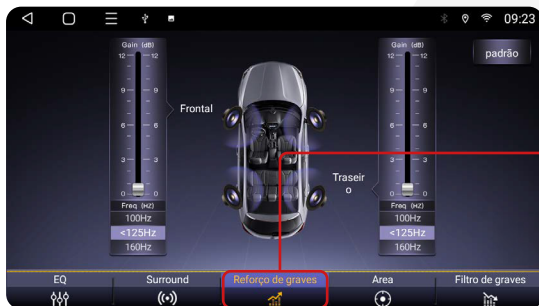 09:23
Gain (dB)
12 12
9 9
6 6
3 3
0 0
Freq (HZ)
100Hz
<125Hz
160Hz
Frontal
Traseir
o
Gain (dB)
12 12
9 9
6 6
3 3
0 0
Freq (HZ)
100Hz
<125Hz
160Hz
padrão
EQ
Surround
Reforço de graves
Area
Filtro de graves